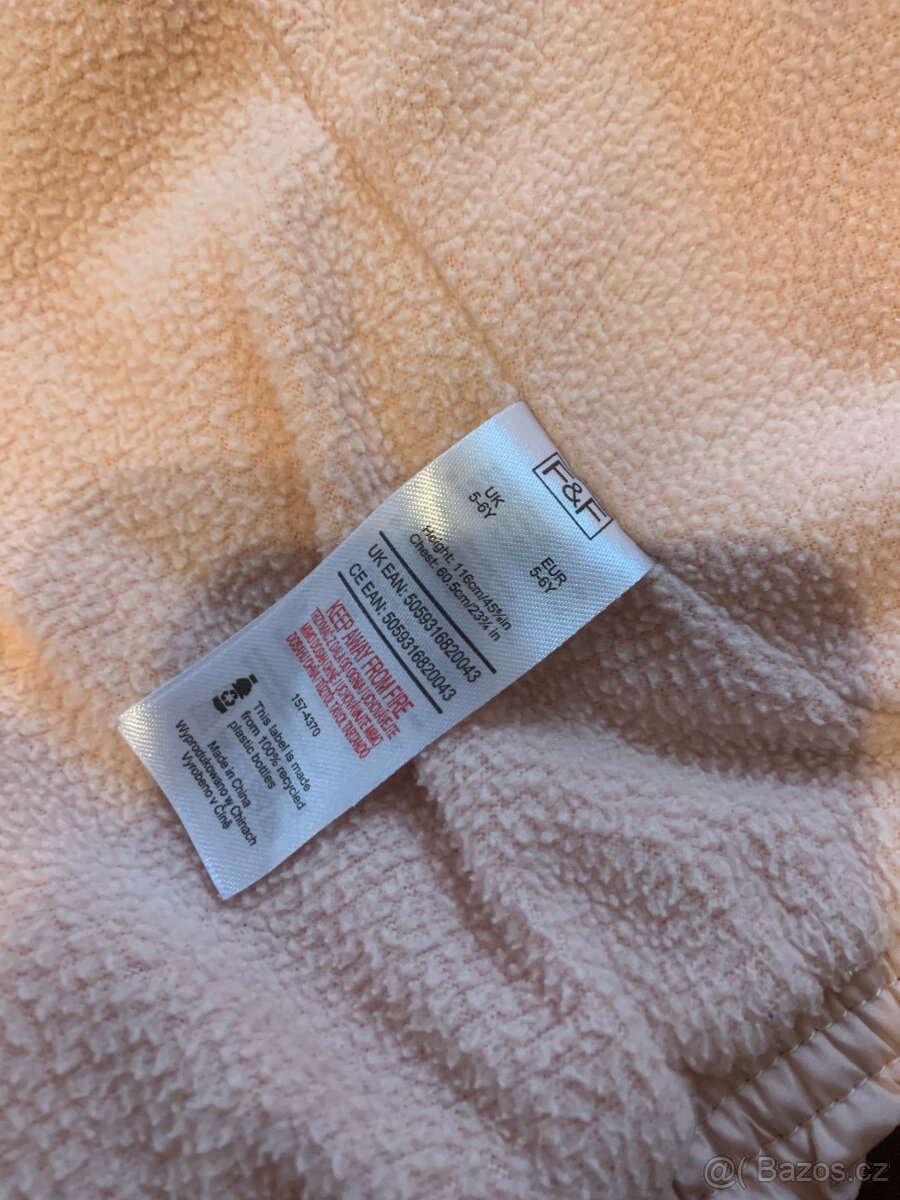 F&F
UK
5-6Y
EUR
5-6Y
Height: 116cm/45⅝in
Chest: 60.5cm/23¾ in
UK EAN: 5059316820043
CE EAN: 5059316820043
KEEP AWAY FROM FIRE
157-4370
This label is made
from 100% recycled
plastic bottles
Made in China
Wyprodukowano w Chinach
Vyrobeno v Číně
@( Bazos.cz